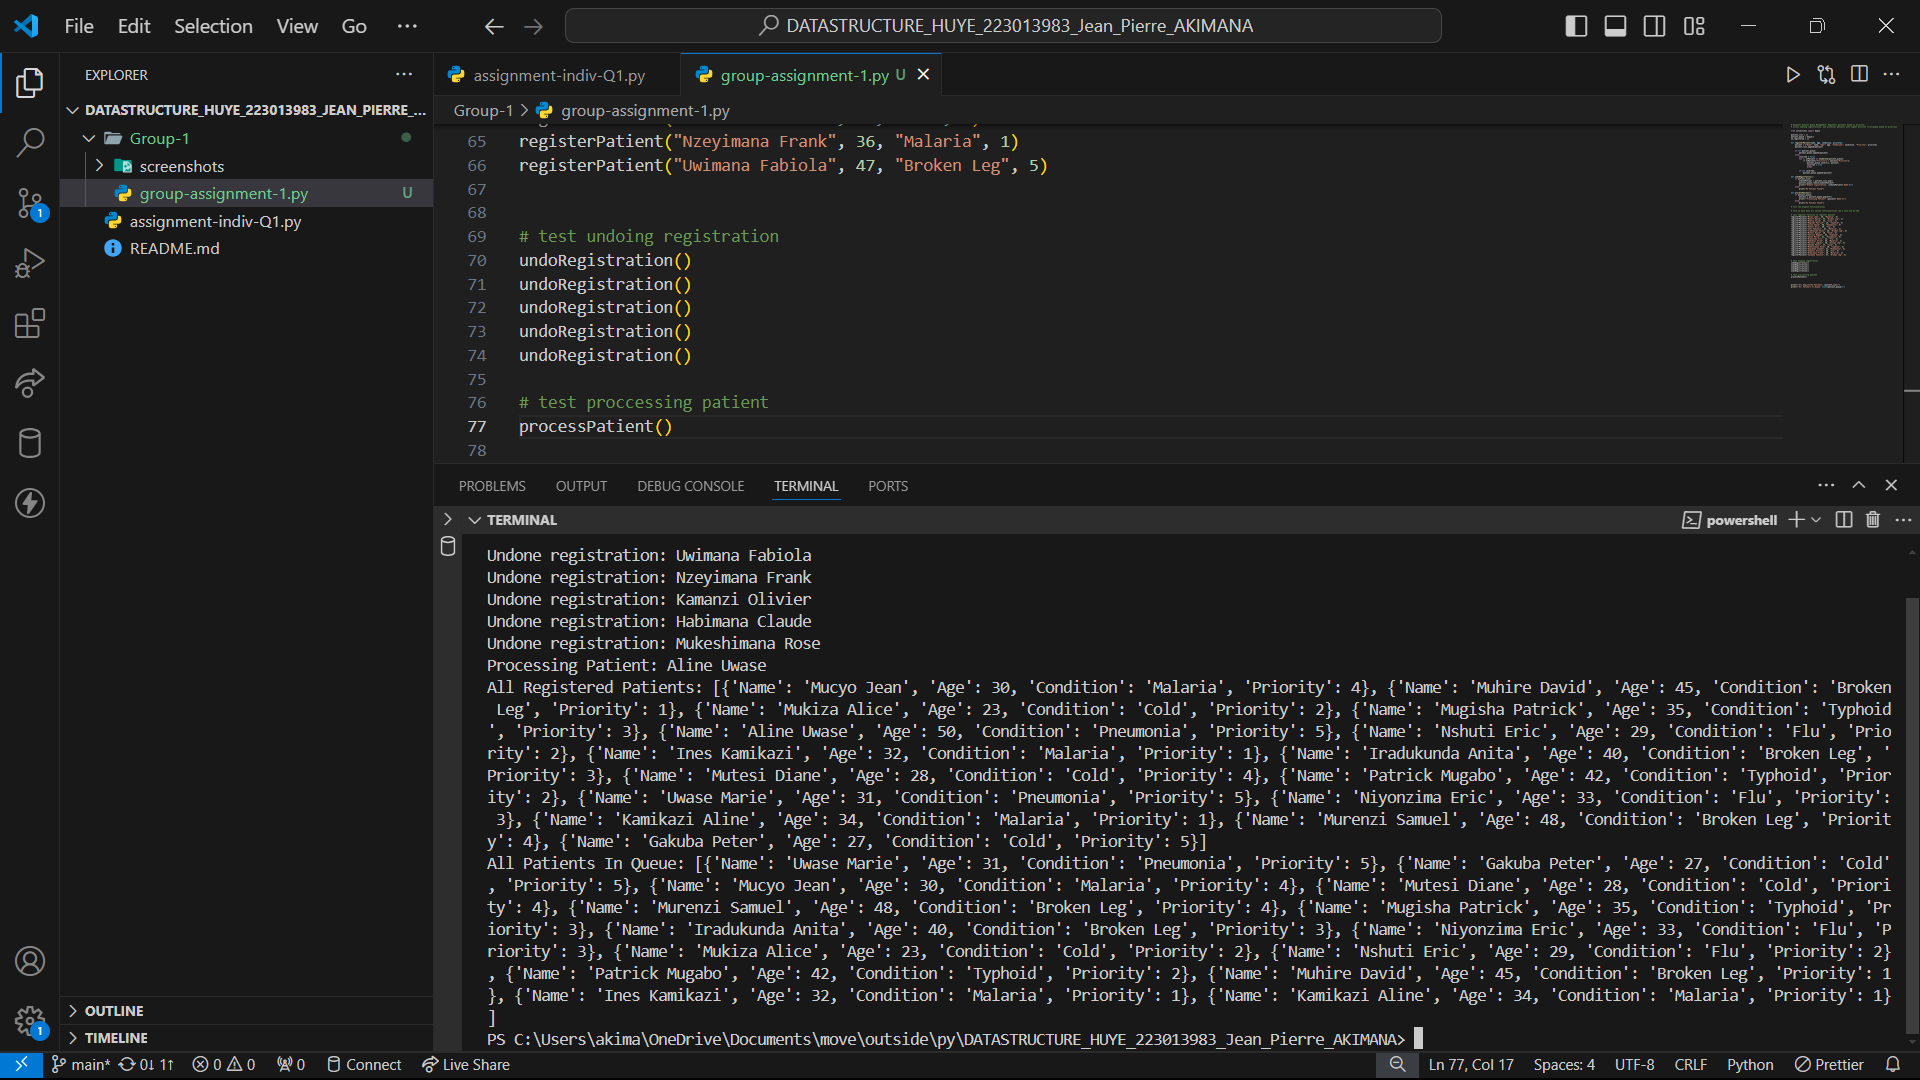 File Edit Selection View Go ··· DATASTRUCTURE_HUYE_223013983_Jean_Pierre_AKIMANA
EXPLORER
DATASTRUCTURE_HUYE_223013983_JEAN_PIERRE_...
Group-1
screenshots
group-assignment-1.py U
assignment-indiv-Q1.py
README.md
OUTLINE
TIMELINE
assignment-indiv-Q1.py group-assignment-1.py U
Group-1 > group-assignment-1.py
65 registerPatient("Nzeyimana Frank", 36, "Malaria", 1)
66 registerPatient("Uwimana Fabiola", 47, "Broken Leg", 5)
67
68
69 # test undoing registration
70 undoRegistration()
71 undoRegistration()
72 undoRegistration()
73 undoRegistration()
74 undoRegistration()
75
76 # test proccessing patient
77 processPatient()
78
PROBLEMS OUTPUT DEBUG CONSOLE TERMINAL PORTS
TERMINAL powershell
Undone registration: Uwimana Fabiola
Undone registration: Nzeyimana Frank
Undone registration: Kamanzi Olivier
Undone registration: Habimana Claude
Undone registration: Mukeshimana Rose
Processing Patient: Aline Uwase
All Registered Patients: [{'Name': 'Mucyo Jean', 'Age': 30, 'Condition': 'Malaria', 'Priority': 4}, {'Name': 'Muhire David', 'Age': 45, 'Condition': 'Broken
Leg', 'Priority': 1}, {'Name': 'Mukiza Alice', 'Age': 23, 'Condition': 'Cold', 'Priority': 2}, {'Name': 'Mugisha Patrick', 'Age': 35, 'Condition': 'Typhoid
', 'Priority': 3}, {'Name': 'Aline Uwase', 'Age': 50, 'Condition': 'Pneumonia', 'Priority': 5}, {'Name': 'Nshuti Eric', 'Age': 29, 'Condition': 'Flu', 'Prio
rity': 2}, {'Name': 'Ines Kamikazi', 'Age': 32, 'Condition': 'Malaria', 'Priority': 1}, {'Name': 'Iradukunda Anita', 'Age': 40, 'Condition': 'Broken Leg', '
Priority': 3}, {'Name': 'Mutesi Diane', 'Age': 28, 'Condition': 'Cold', 'Priority': 4}, {'Name': 'Patrick Mugabo', 'Age': 42, 'Condition': 'Typhoid', 'Prior
ity': 2}, {'Name': 'Uwase Marie', 'Age': 31, 'Condition': 'Pneumonia', 'Priority': 5}, {'Name': 'Niyonzima Eric', 'Age': 33, 'Condition': 'Flu', 'Priority':
3}, {'Name': 'Kamikazi Aline', 'Age': 34, 'Condition': 'Malaria', 'Priority': 1}, {'Name': 'Murenzi Samuel', 'Age': 48, 'Condition': 'Broken Leg', 'Priorit
y': 4}, {'Name': 'Gakuba Peter', 'Age': 27, 'Condition': 'Cold', 'Priority': 5}]
All Patients In Queue: [{'Name': 'Uwase Marie', 'Age': 31, 'Condition': 'Pneumonia', 'Priority': 5}, {'Name': 'Gakuba Peter', 'Age': 27, 'Condition': 'Cold'
, 'Priority': 5}, {'Name': 'Mucyo Jean', 'Age': 30, 'Condition': 'Malaria', 'Priority': 4}, {'Name': 'Mutesi Diane', 'Age': 28, 'Condition': 'Cold', 'Priori
ty': 4}, {'Name': 'Murenzi Samuel', 'Age': 48, 'Condition': 'Broken Leg', 'Priority': 4}, {'Name': 'Mugisha Patrick', 'Age': 35, 'Condition': 'Typhoid', 'Pr
iority': 3}, {'Name': 'Iradukunda Anita', 'Age': 40, 'Condition': 'Broken Leg', 'Priority': 3}, {'Name': 'Niyonzima Eric', 'Age': 33, 'Condition': 'Flu', 'P
riority': 3}, {'Name': 'Mukiza Alice', 'Age': 23, 'Condition': 'Cold', 'Priority': 2}, {'Name': 'Nshuti Eric', 'Age': 29, 'Condition': 'Flu', 'Priority': 2}
, {'Name': 'Patrick Mugabo', 'Age': 42, 'Condition': 'Typhoid', 'Priority': 2}, {'Name': 'Muhire David', 'Age': 45, 'Condition': 'Broken Leg', 'Priority': 1
}, {'Name': 'Ines Kamikazi', 'Age': 32, 'Condition': 'Malaria', 'Priority': 1}, {'Name': 'Kamikazi Aline', 'Age': 34, 'Condition': 'Malaria', 'Priority': 1}
]
PS C:\Users\akima\OneDrive\Documents\move\outside\py\DATASTRUCTURE_HUYE_223013983_Jean_Pierre_AKIMANA>
main* 0↓ 1↑ 0 0 0 Connect Live Share Ln 77, Col 17 Spaces: 4 UTF-8 CRLF Python Prettier